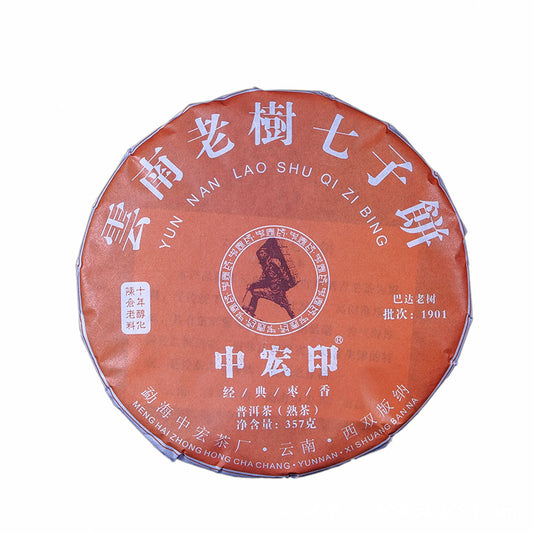 雲南老樹七子餅
YUN NAN LAO SHU QI ZI BING
十年醇化
陳倉老料
巴达老树
批次：1901
中宏印®
经/典/枣/香
普洱茶（熟茶）
净含量：357克
勐海中宏茶厂·云南·西双版纳
MENG HAI ZHONG HONG CHA CHANG · YUNNAN · XI SHUANG BAN NA